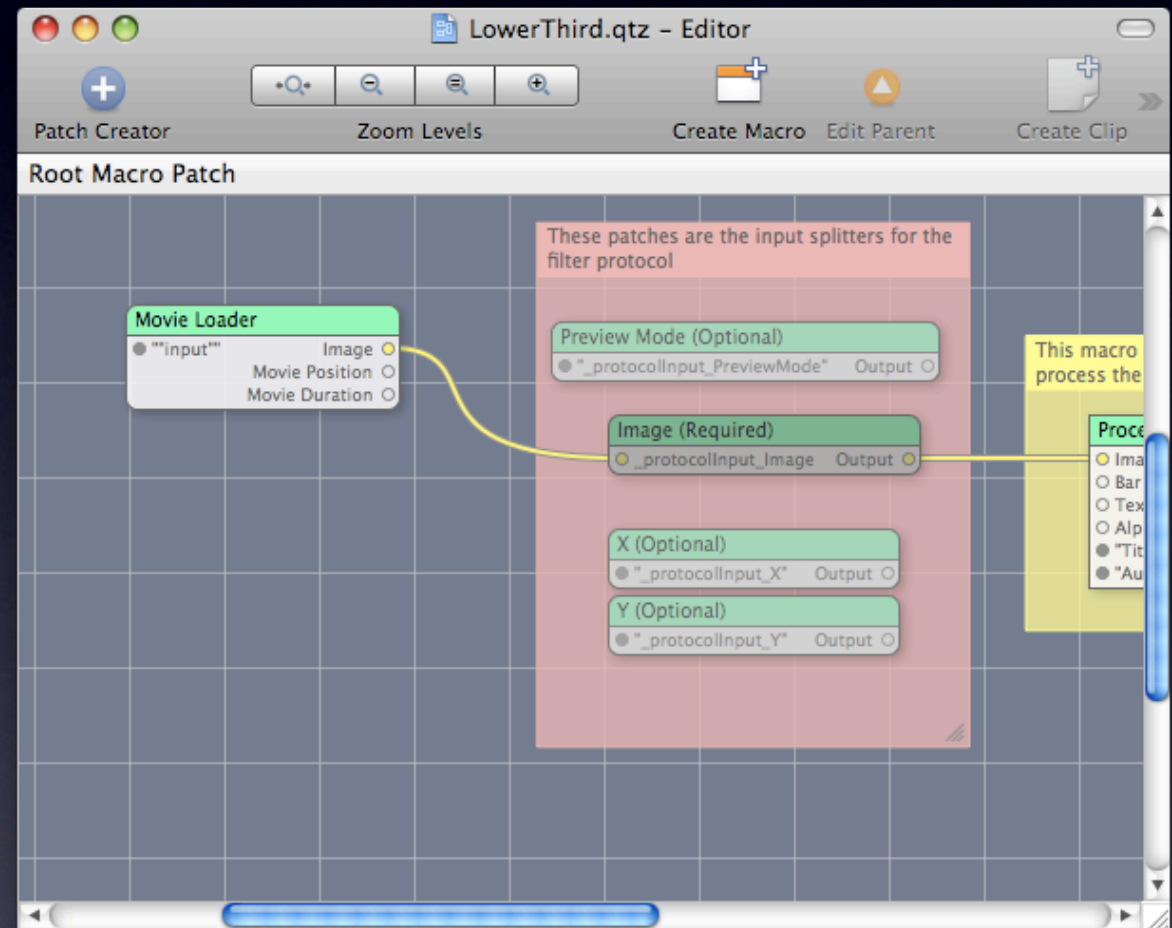 LowerThird.qtz – Editor
Patch Creator
Zoom Levels
Create Macro
Edit Parent
Create Clip
Root Macro Patch
These patches are the input splitters for the
filter protocol
Movie Loader
""input""
Image
Movie Position
Movie Duration
Preview Mode (Optional)
"_protocolInput_PreviewMode" Output
Image (Required)
_protocolInput_Image Output
X (Optional)
"_protocolInput_X" Output
Y (Optional)
"_protocolInput_Y" Output
This macro
process the
Proce
Ima
Bar
Tex
Alp
"Tit
"Au